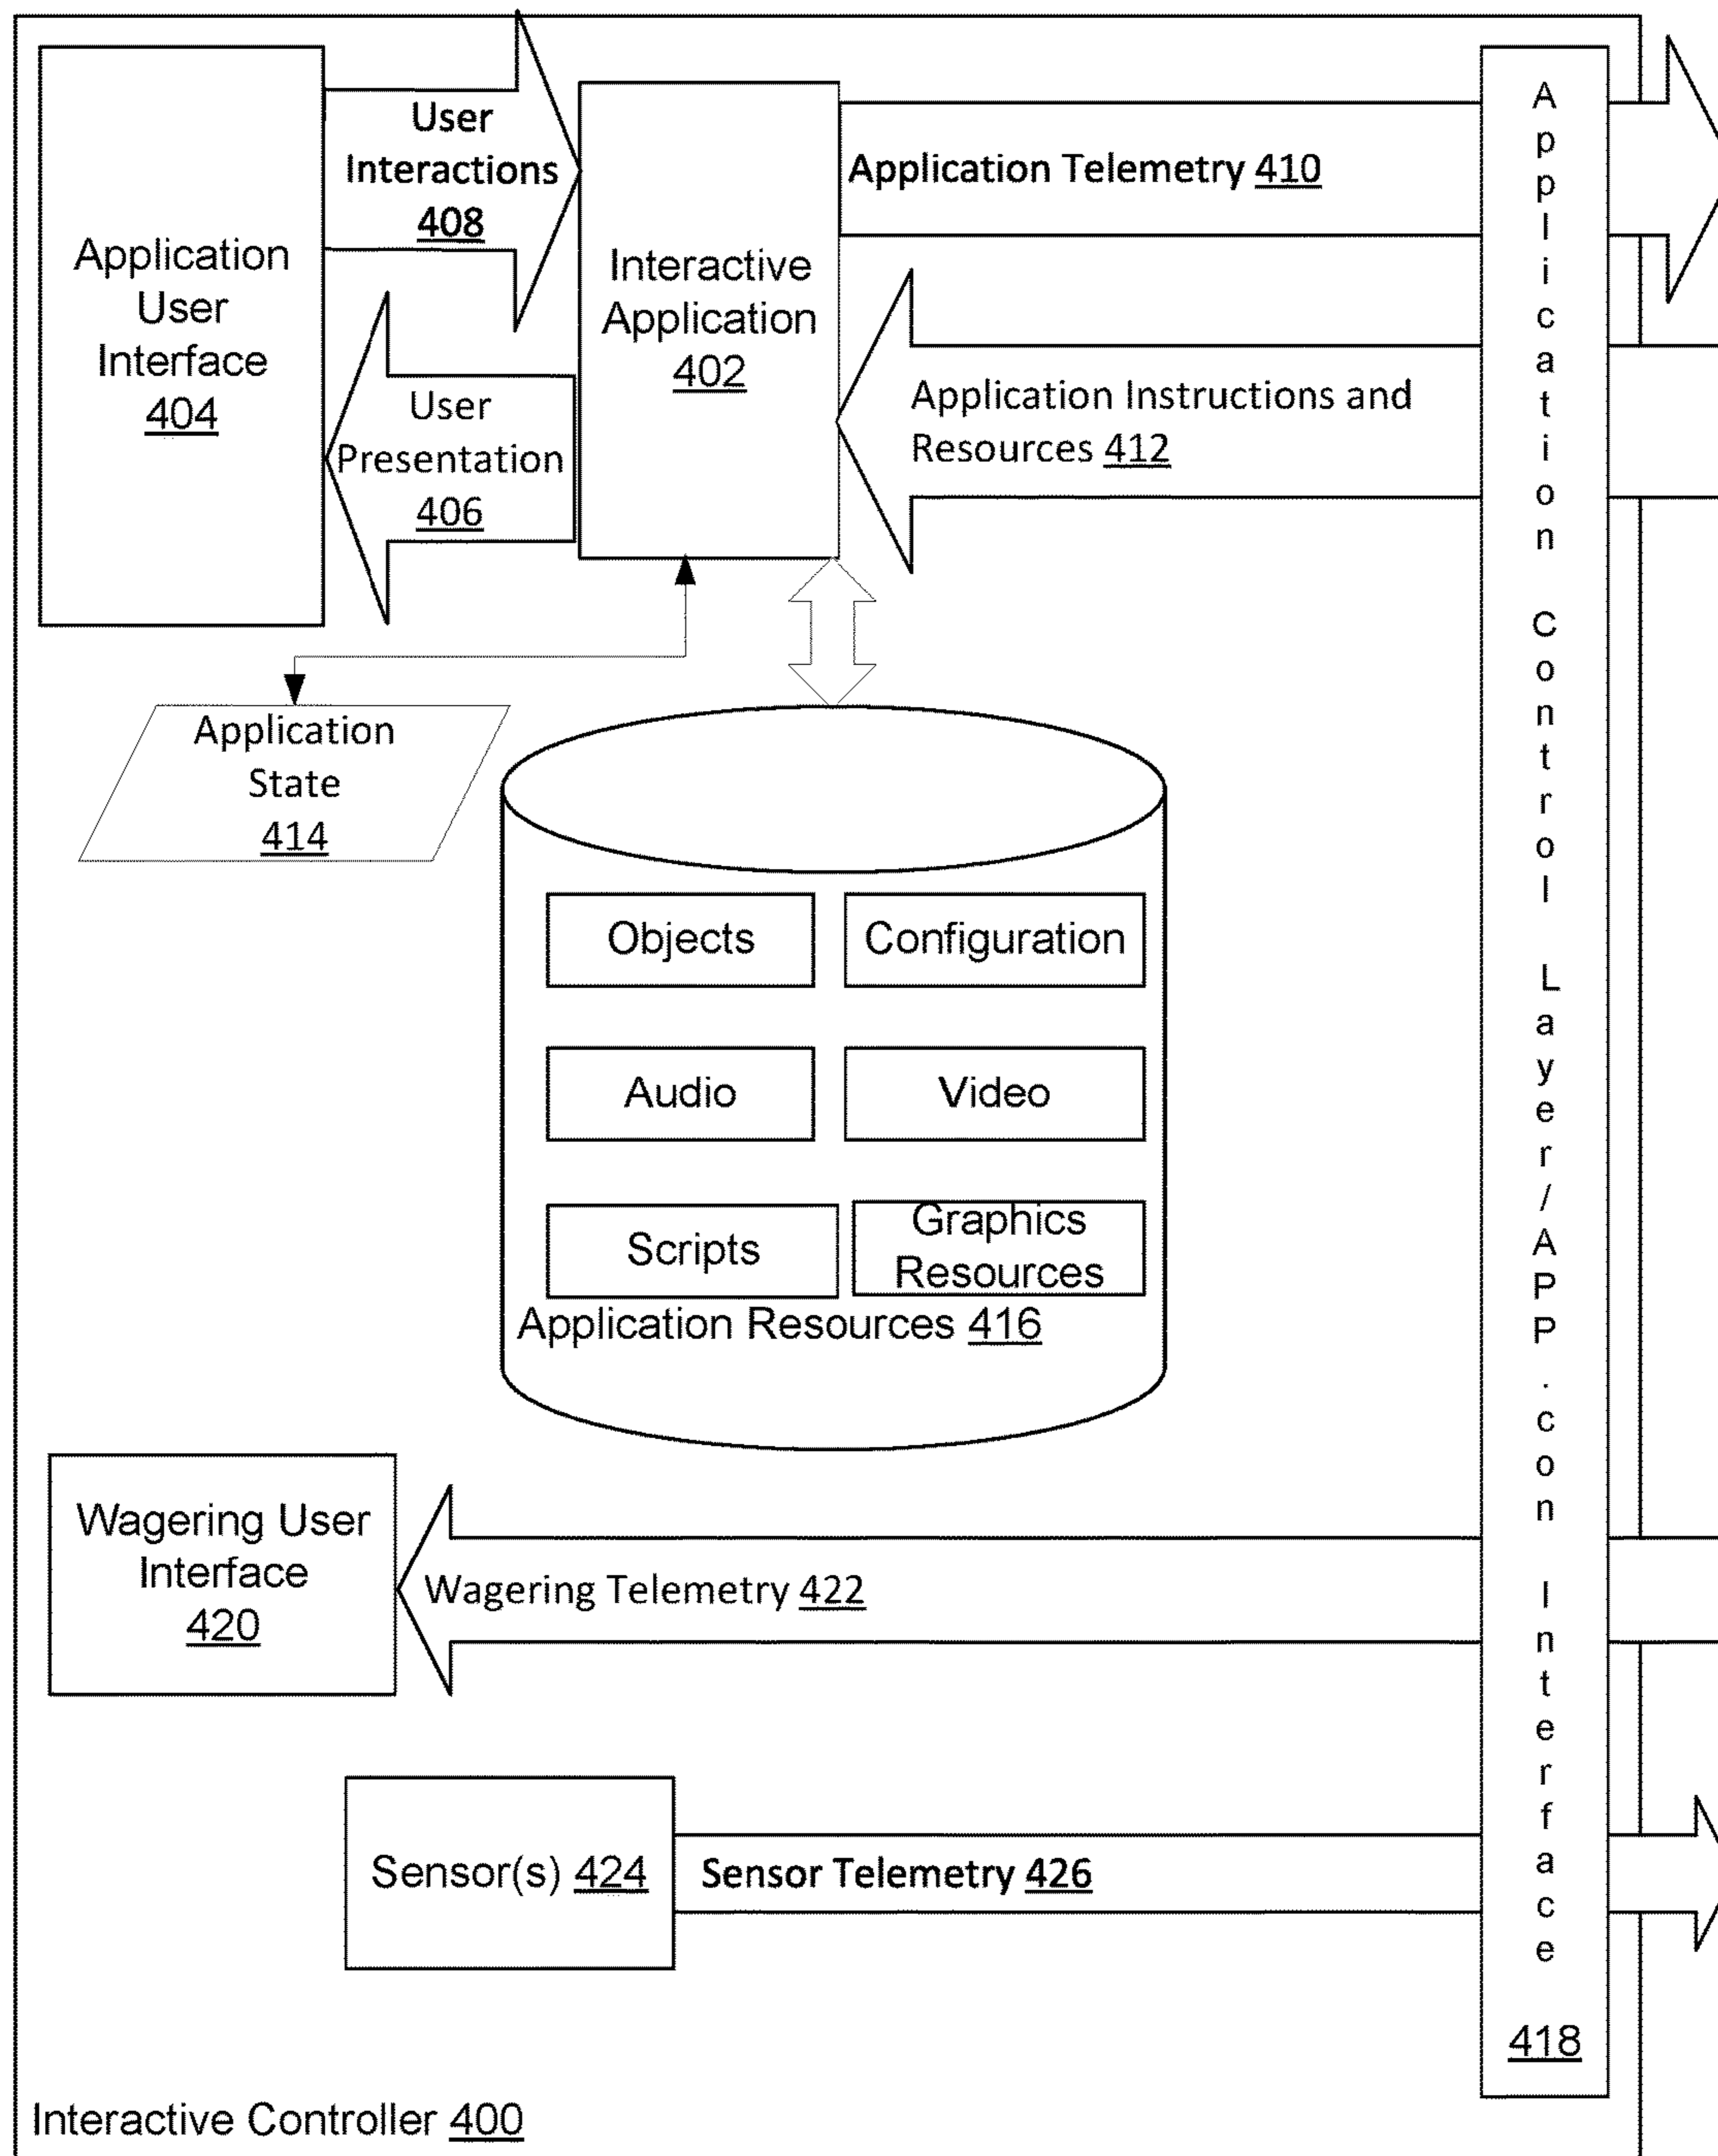 User
Interactions
408
Application
User
Interface
404
Interactive
Application
402
User
Presentation
406
Application Telemetry 410
Application Instructions and
Resources 412
Application
State
414
Objects
Configuration
Audio
Video
Scripts
Graphics
Resources
Application Resources 416
Wagering User
Interface
420
Wagering Telemetry 422
Sensor(s) 424
Sensor Telemetry 426
Application Control Layer/APP.con Interface
418
Interactive Controller 400